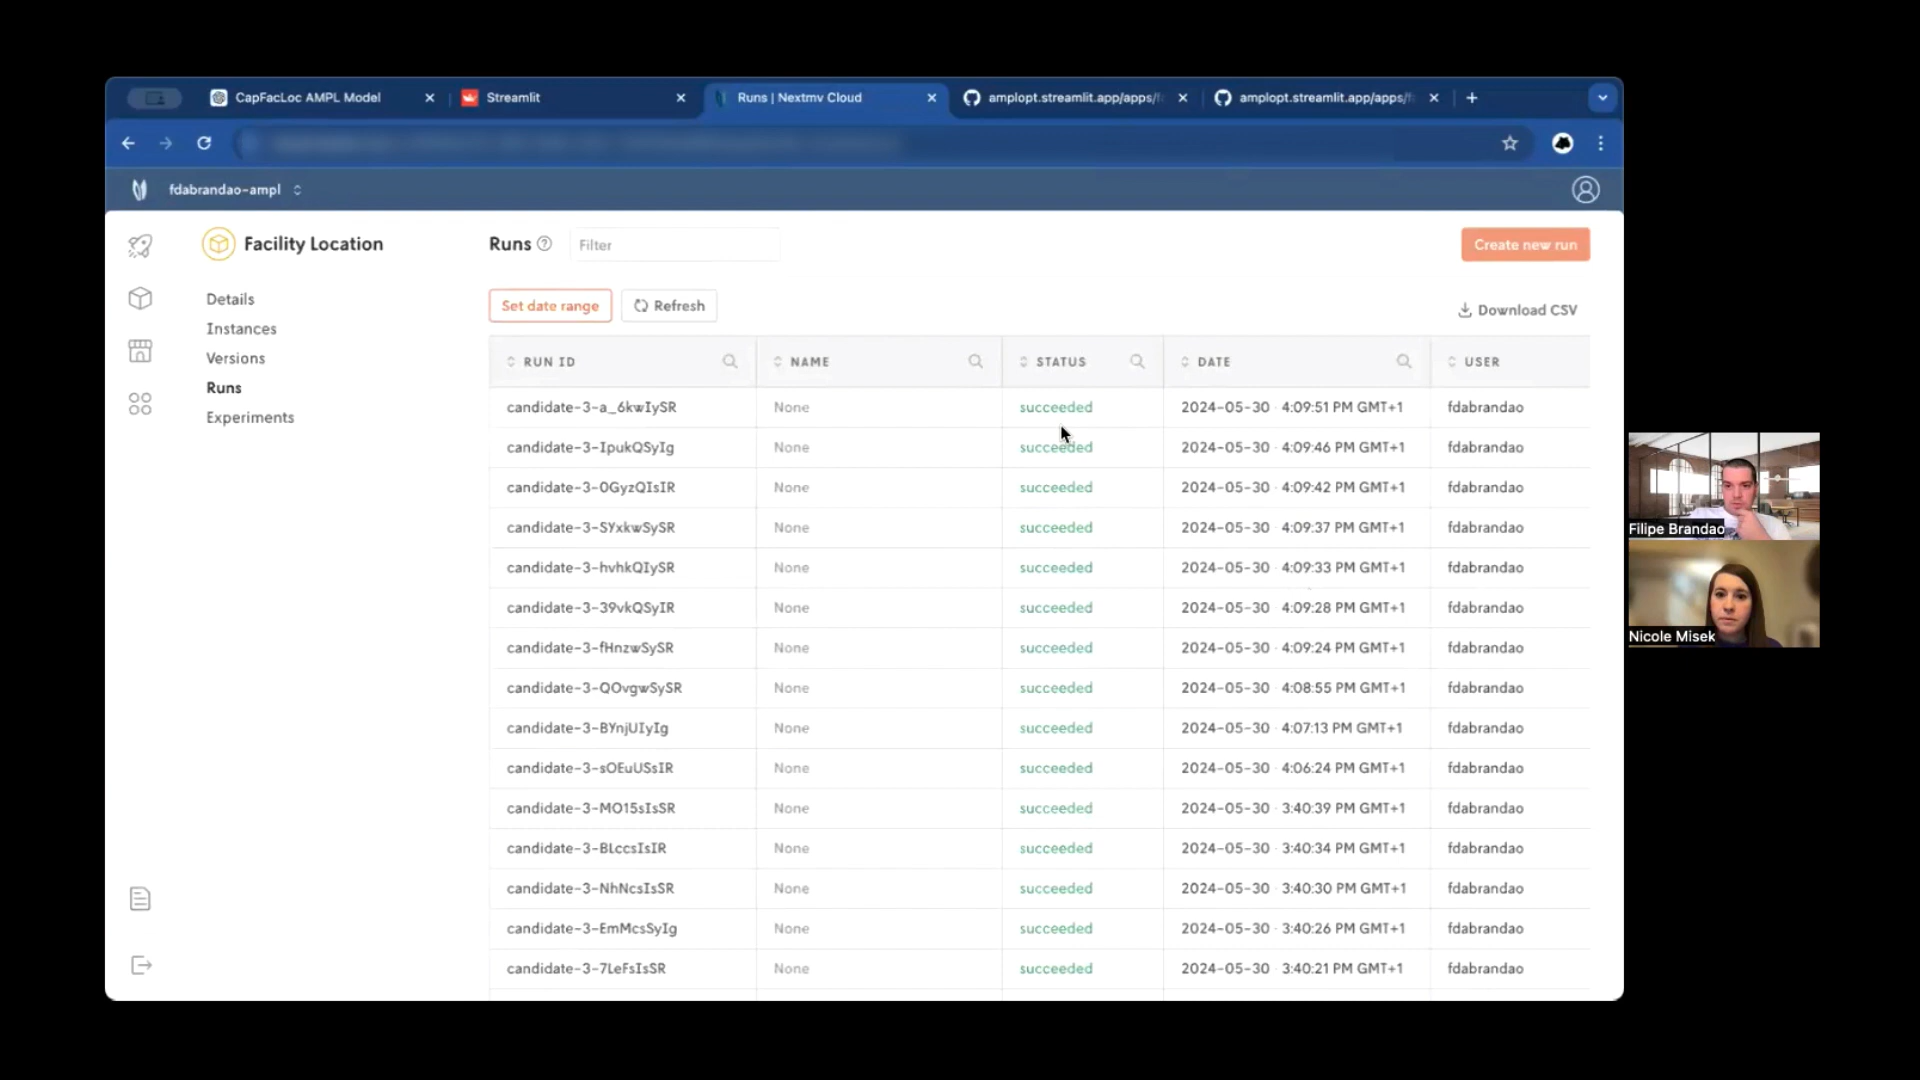 CapFacLoc AMPL Model
Streamlit
Runs | Nextmv Cloud
amplopt.streamlit.app/apps/f
amplopt.streamlit.app/apps/f
fdabrandao-ampl
Facility Location
Details
Instances
Versions
Runs
Experiments
Runs
Filter
Create new run
Set date range
Refresh
Download CSV
RUN ID NAME STATUS DATE USER
candidate-3-a_6kwIySR None succeeded 2024-05-30 · 4:09:51 PM GMT+1 fdabrandao
candidate-3-IpukQSyIg None succeeded 2024-05-30 · 4:09:46 PM GMT+1 fdabrandao
candidate-3-0GyzQIsIR None succeeded 2024-05-30 · 4:09:42 PM GMT+1 fdabrandao
candidate-3-SYxkwSySR None succeeded 2024-05-30 · 4:09:37 PM GMT+1 fdabrandao
candidate-3-hvhkQIySR None succeeded 2024-05-30 · 4:09:33 PM GMT+1 fdabrandao
candidate-3-39vkQSyIR None succeeded 2024-05-30 · 4:09:28 PM GMT+1 fdabrandao
candidate-3-fHnzwSySR None succeeded 2024-05-30 · 4:09:24 PM GMT+1 fdabrandao
candidate-3-QOvgwSySR None succeeded 2024-05-30 · 4:08:55 PM GMT+1 fdabrandao
candidate-3-BYnjUIyIg None succeeded 2024-05-30 · 4:07:13 PM GMT+1 fdabrandao
candidate-3-sOEuUSsIR None succeeded 2024-05-30 · 4:06:24 PM GMT+1 fdabrandao
candidate-3-MO15sIsSR None succeeded 2024-05-30 · 3:40:39 PM GMT+1 fdabrandao
candidate-3-BLccsIsIR None succeeded 2024-05-30 · 3:40:34 PM GMT+1 fdabrandao
candidate-3-NhNcsIsSR None succeeded 2024-05-30 · 3:40:30 PM GMT+1 fdabrandao
candidate-3-EmMcsSyIg None succeeded 2024-05-30 · 3:40:26 PM GMT+1 fdabrandao
candidate-3-7LeFsIsSR None succeeded 2024-05-30 · 3:40:21 PM GMT+1 fdabrandao
Filipe Brandao
Nicole Misek